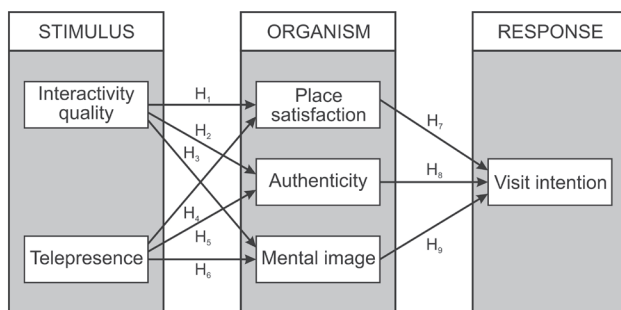 STIMULUS
ORGANISM
RESPONSE
Interactivity
quality
H₁
Place
satisfaction
H₇
H₂
H₃
Authenticity
H₈
Visit intention
H₄
H₅
Telepresence
H₆
Mental image
H₉